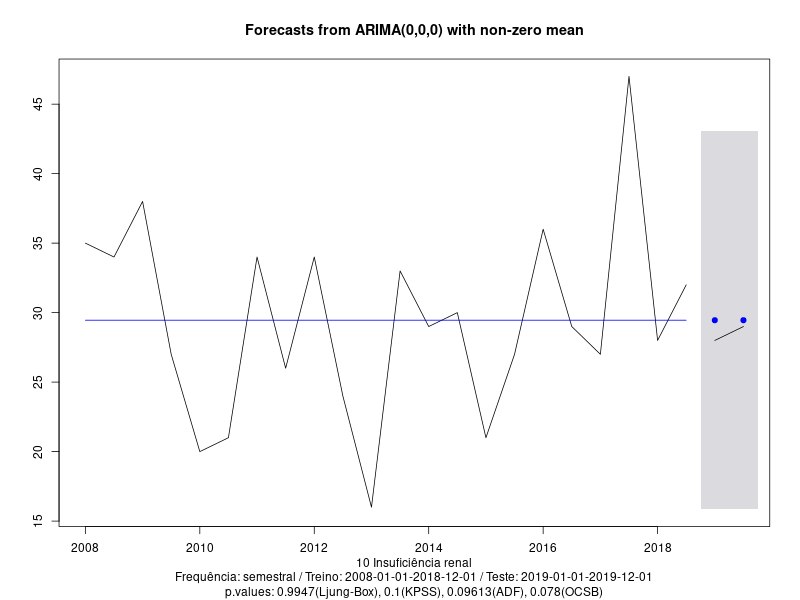 Forecasts from ARIMA(0,0,0) with non-zero mean
45
40
35
30
25
20
15
2008 2010 2012 2014 2016 2018
10 Insuficiência renal
Frequência: semestral / Treino: 2008-01-01-2018-12-01 / Teste: 2019-01-01-2019-12-01
p.values: 0.9947(Ljung-Box), 0.1(KPSS), 0.09613(ADF), 0.078(OCSB)